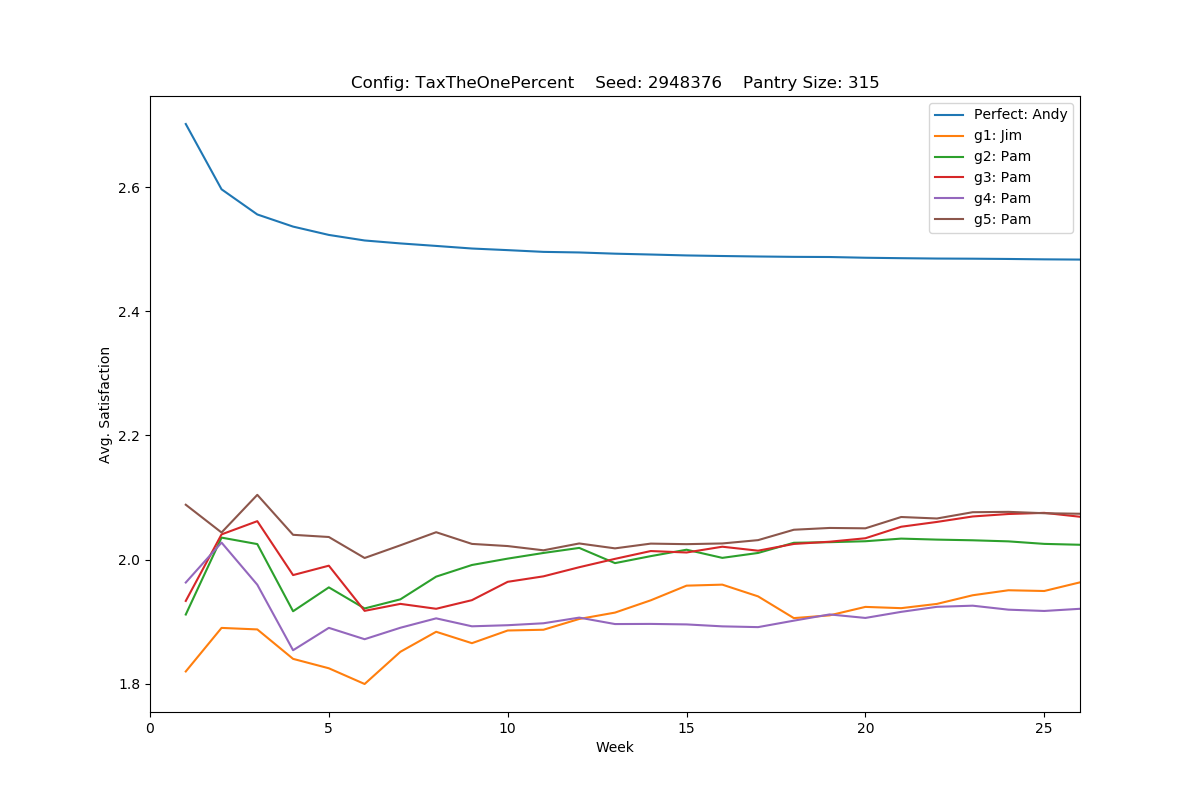 Config: TaxTheOnePercent    Seed: 2948376    Pantry Size: 315
Perfect: Andy
g1: Jim
g2: Pam
g3: Pam
g4: Pam
g5: Pam
Avg. Satisfaction
2.6
2.4
2.2
2.0
1.8
0 5 10 15 20 25
Week